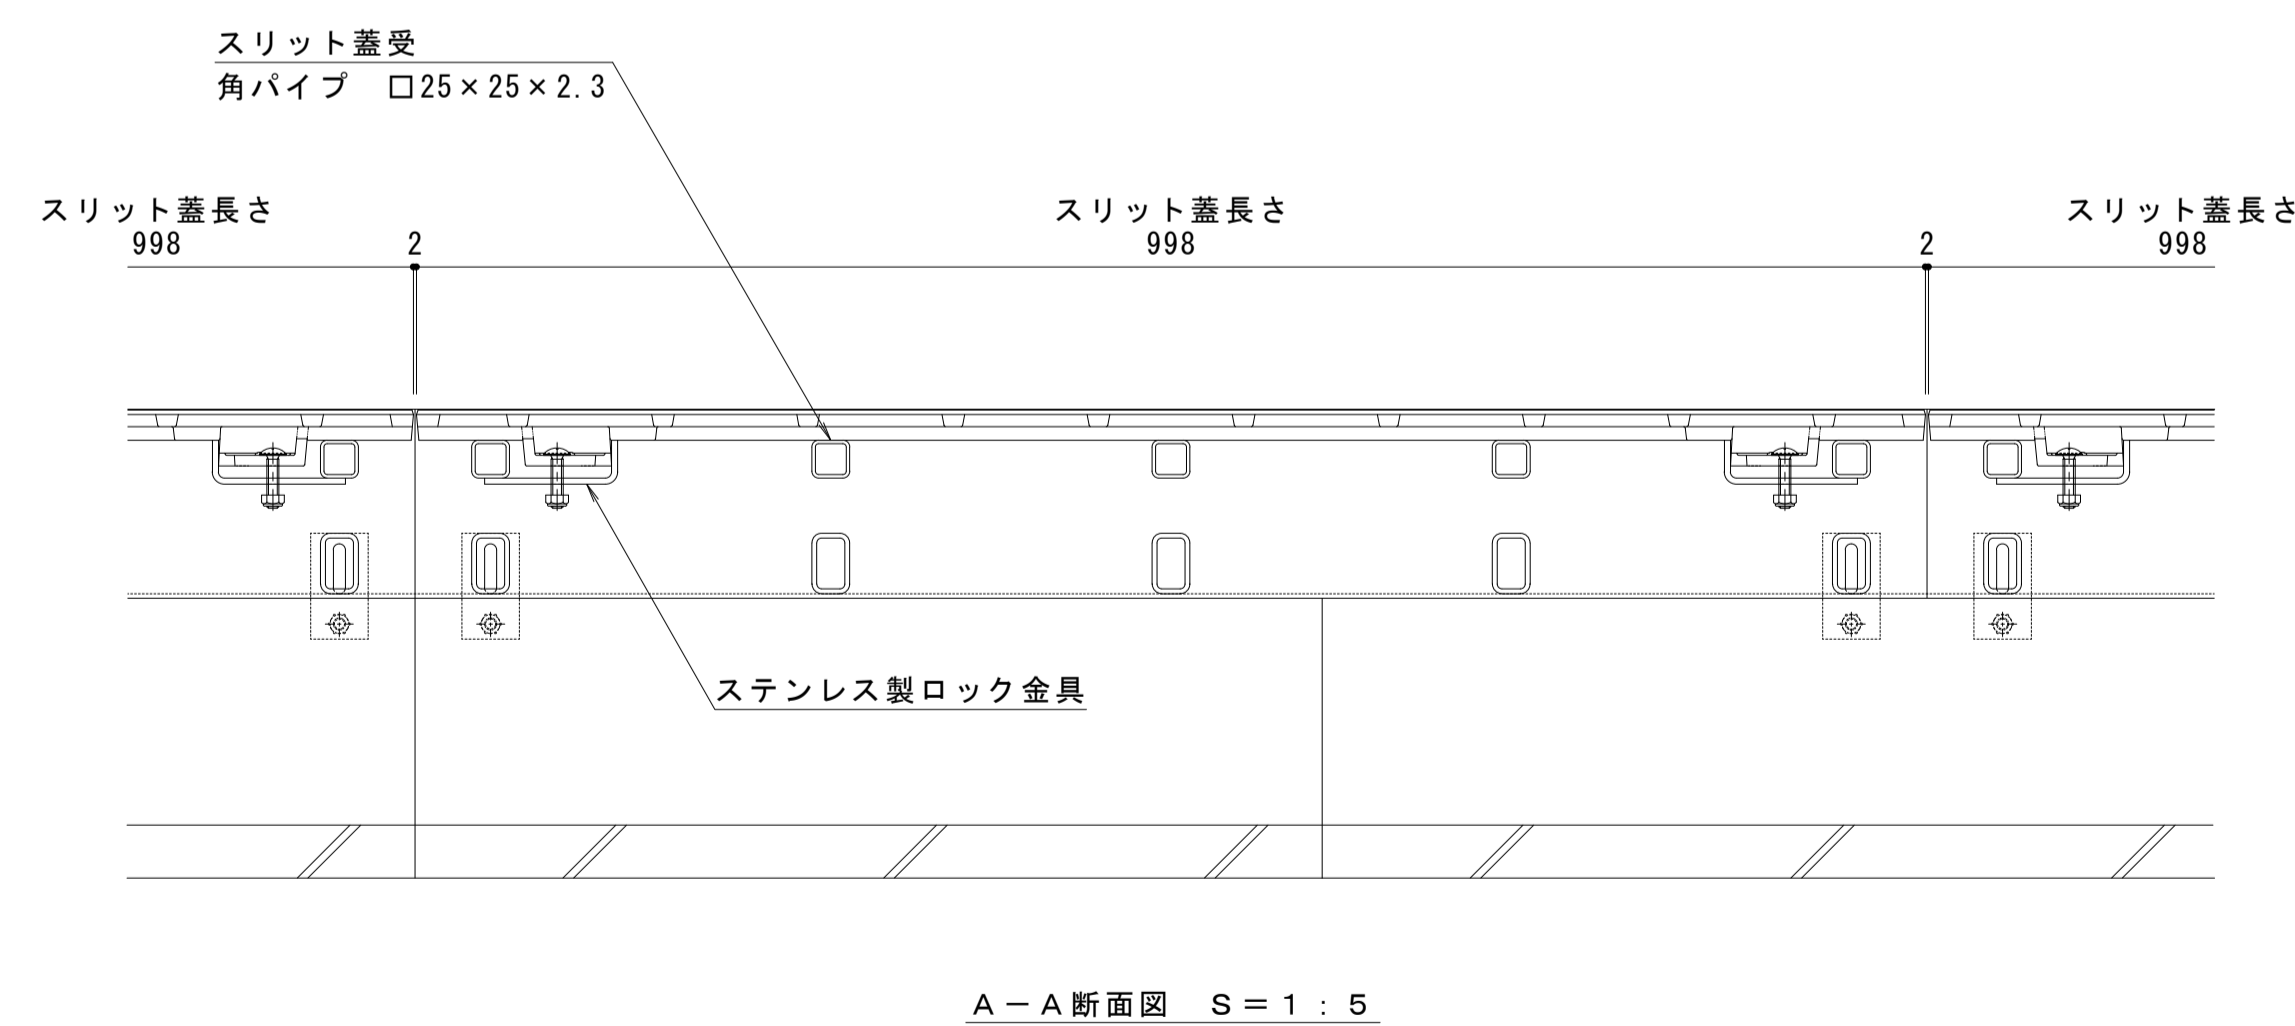 スリット蓋受
角パイプ　□25×25×2.3
スリット蓋長さ
998
2
スリット蓋長さ
998
2
スリット蓋長さ
998
ステンレス製ロック金具
A－A断面図　S＝1：5